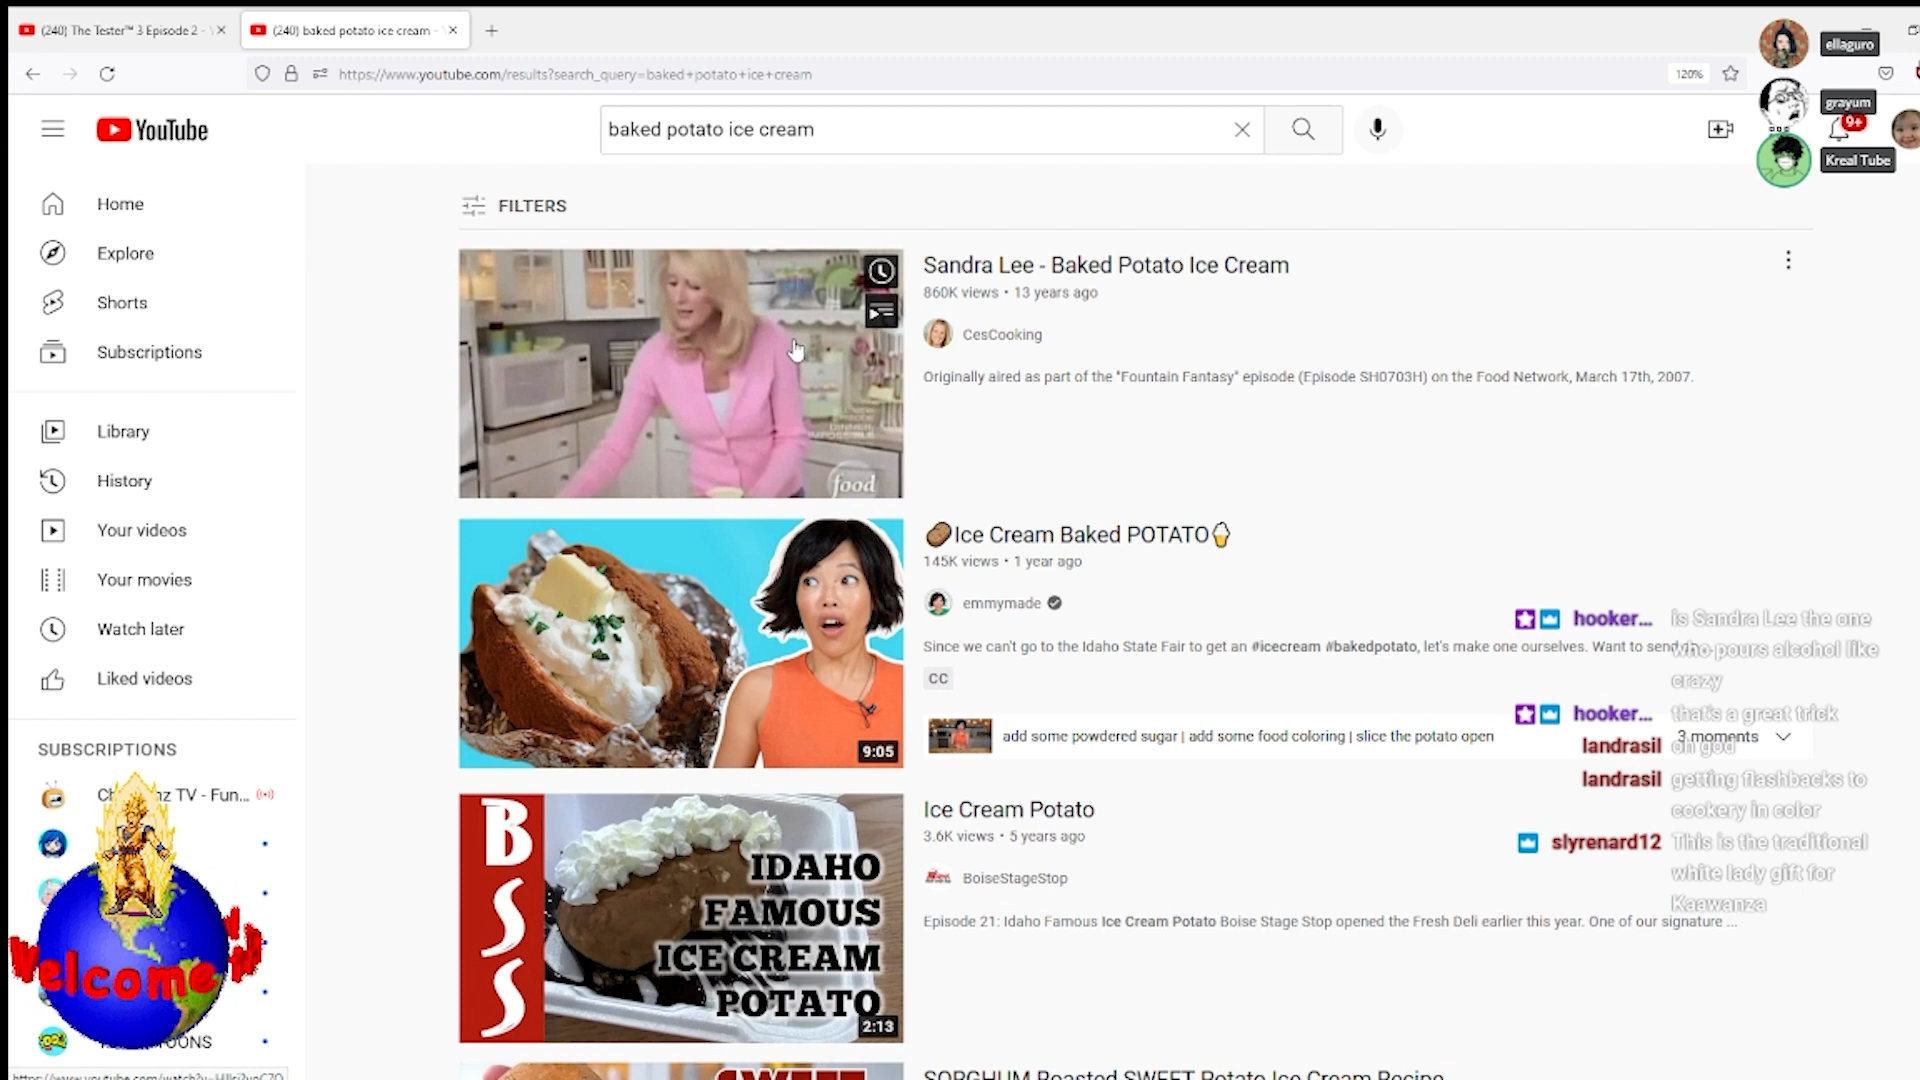 (240) The Tester™ 3 Episode 2 -
(240) baked potato ice cream -
https://www.youtube.com/results?search_query=baked+potato+ice+cream
120%
ellaguro
YouTube
baked potato ice cream
grayum
9+
Kreal Tube
Home
Explore
Shorts
Subscriptions
Library
History
Your videos
Your movies
Watch later
Liked videos
SUBSCRIPTIONS
nz TV - Fun...
Welcome
OONS
FILTERS
food
Sandra Lee - Baked Potato Ice Cream
860K views • 13 years ago
CesCooking
Originally aired as part of the "Fountain Fantasy" episode (Episode SH0703H) on the Food Network, March 17th, 2007.
9:05
🥔Ice Cream Baked POTATO🍦
145K views • 1 year ago
emmymade
Since we can't go to the Idaho State Fair to get an #icecream #bakedpotato, let's make one ourselves. Want to send
CC
add some powdered sugar | add some food coloring | slice the potato open
3 moments
BSS
IDAHO
FAMOUS
ICE CREAM
POTATO
2:13
Ice Cream Potato
3.6K views • 5 years ago
BoiseStageStop
Episode 21: Idaho Famous Ice Cream Potato Boise Stage Stop opened the Fresh Deli earlier this year. One of our signature ...
SWEET
SORGHUM Roasted SWEET Potato Ice Cream Recipe
hooker... is Sandra Lee the one
who pours alcohol like
crazy
hooker... that's a great trick
landrasil oh god
landrasil getting flashbacks to
cookery in color
slyrenard12 This is the traditional
white lady gift for
Kaawanza